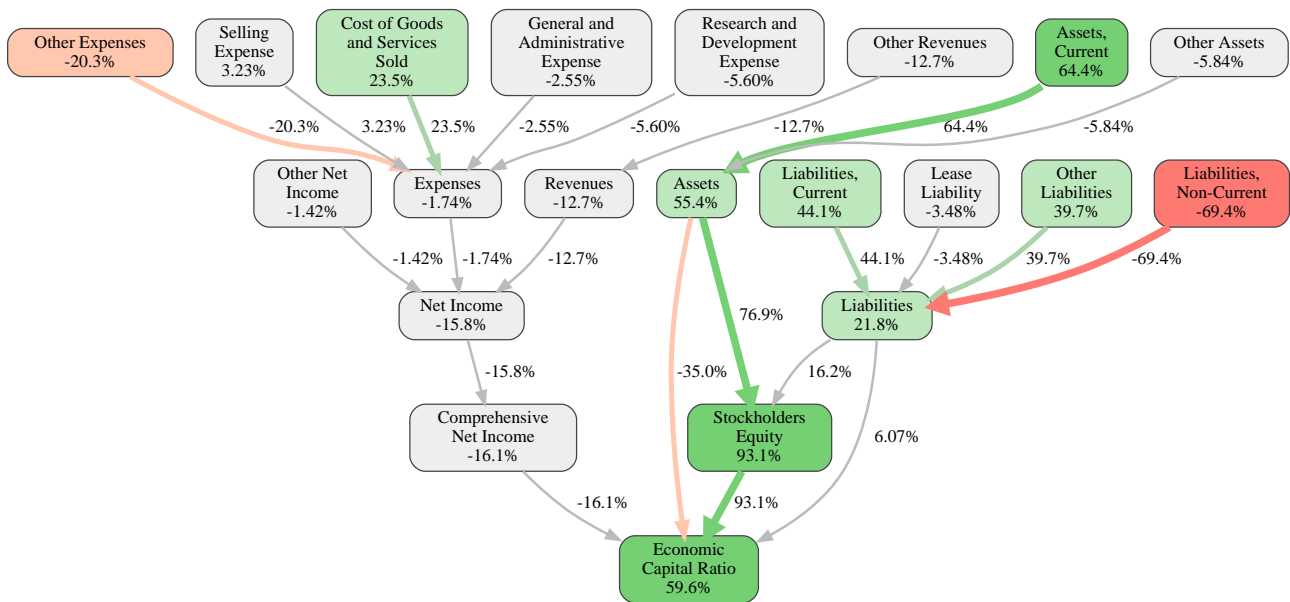 Other Expenses
-20.3%
Selling
Expense
3.23%
Cost of Goods
and Services
Sold
23.5%
General and
Administrative
Expense
-2.55%
Research and
Development
Expense
-5.60%
Other Revenues
-12.7%
Assets,
Current
64.4%
Other Assets
-5.84%
-20.3%
3.23%
23.5%
-2.55%
-5.60%
-12.7%
64.4%
-5.84%
Other Net
Income
-1.42%
Expenses
-1.74%
Revenues
-12.7%
Assets
55.4%
Liabilities,
Current
44.1%
Lease
Liability
-3.48%
Other
Liabilities
39.7%
Liabilities,
Non-Current
-69.4%
-1.42%
-1.74%
-12.7%
44.1%
-3.48%
39.7%
-69.4%
Net Income
-15.8%
76.9%
Liabilities
21.8%
-15.8%
-35.0%
16.2%
Comprehensive
Net Income
-16.1%
Stockholders
Equity
93.1%
6.07%
-16.1%
93.1%
Economic
Capital Ratio
59.6%